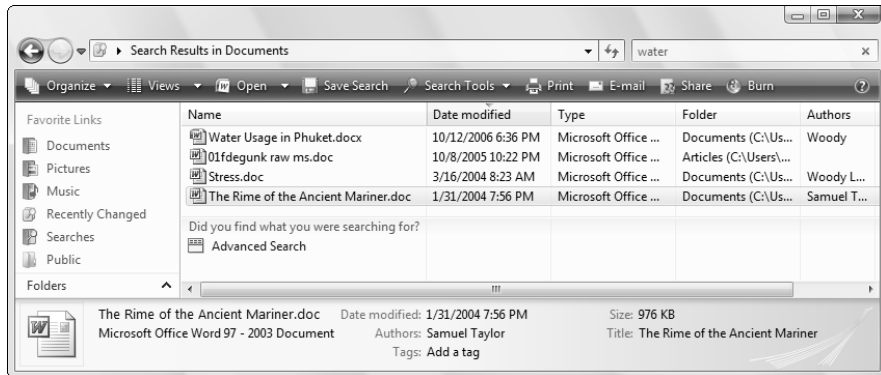 Search Results in Documents water
Organize Views Open Save Search Search Tools Print E-mail Share Burn
Favorite Links
Documents
Pictures
Music
Recently Changed
Searches
Public
Folders
Name Date modified Type Folder Authors
Water Usage in Phuket.docx 10/12/2006 6:36 PM Microsoft Office ... Documents (C:\Us... Woody
01fdegunk raw ms.doc 10/8/2005 10:22 PM Microsoft Office ... Articles (C:\Users\...
Stress.doc 3/16/2004 8:23 AM Microsoft Office ... Documents (C:\Us... Woody L...
The Rime of the Ancient Mariner.doc 1/31/2004 7:56 PM Microsoft Office ... Documents (C:\Us... Samuel T...
Did you find what you were searching for?
Advanced Search
The Rime of the Ancient Mariner.doc Date modified: 1/31/2004 7:56 PM Size: 976 KB
Microsoft Office Word 97 - 2003 Document Authors: Samuel Taylor Title: The Rime of the Ancient Mariner
Tags: Add a tag